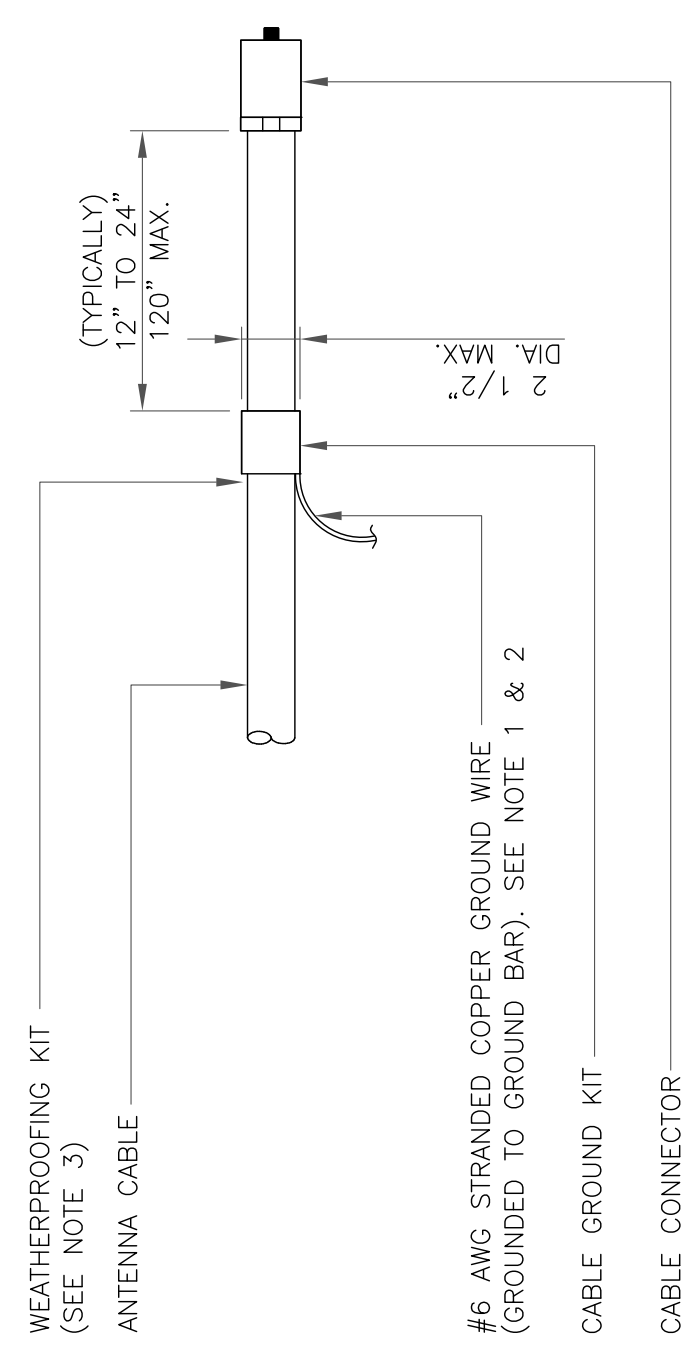 WEATHERPROOFING KIT
(SEE NOTE 3)
ANTENNA CABLE
(TYPICALLY)
12" TO 24"
120" MAX.
2 1/2"
DIA. MAX.
#6 AWG STRANDED COPPER GROUND WIRE
(GROUNDED TO GROUND BAR). SEE NOTE 1 & 2
CABLE GROUND KIT
CABLE CONNECTOR